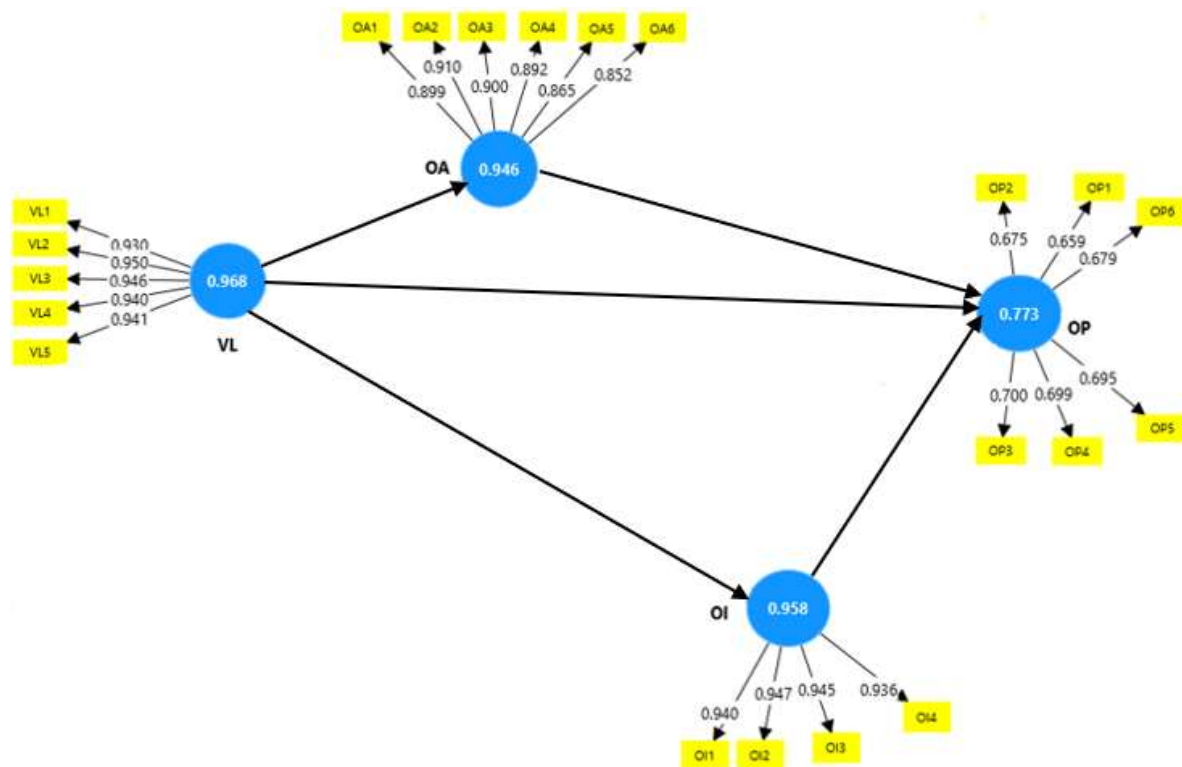 OA1 OA2 OA3 OA4 OA5 OA6
0.899 0.910 0.900 0.892 0.865 0.852
OA 0.946
VL1 VL2 VL3 VL4 VL5
0.930
0.950
0.946
0.940
0.941
0.968
VL
OP2 OP1 OP6
0.675 0.659 0.679
0.773 OP
0.700 0.699 0.695
OP3 OP4 OP5
OI 0.958
0.940 0.947 0.945 0.936
OI1 OI2 OI3 OI4